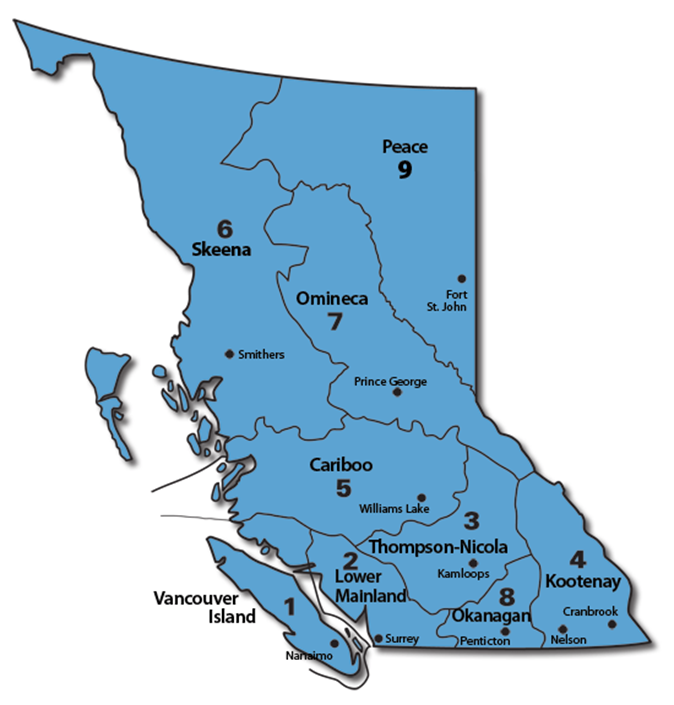 Peace
9
6
Skeena
Omineca
7
Fort
St. John
Smithers
Prince George
Cariboo
5
Williams Lake
3
Thompson-Nicola
Kamloops
2
Lower
Mainland
4
Kootenay
8
Okanagan
Vancouver
Island
1
Cranbrook
Surrey
Penticton
Nelson
Nanaimo